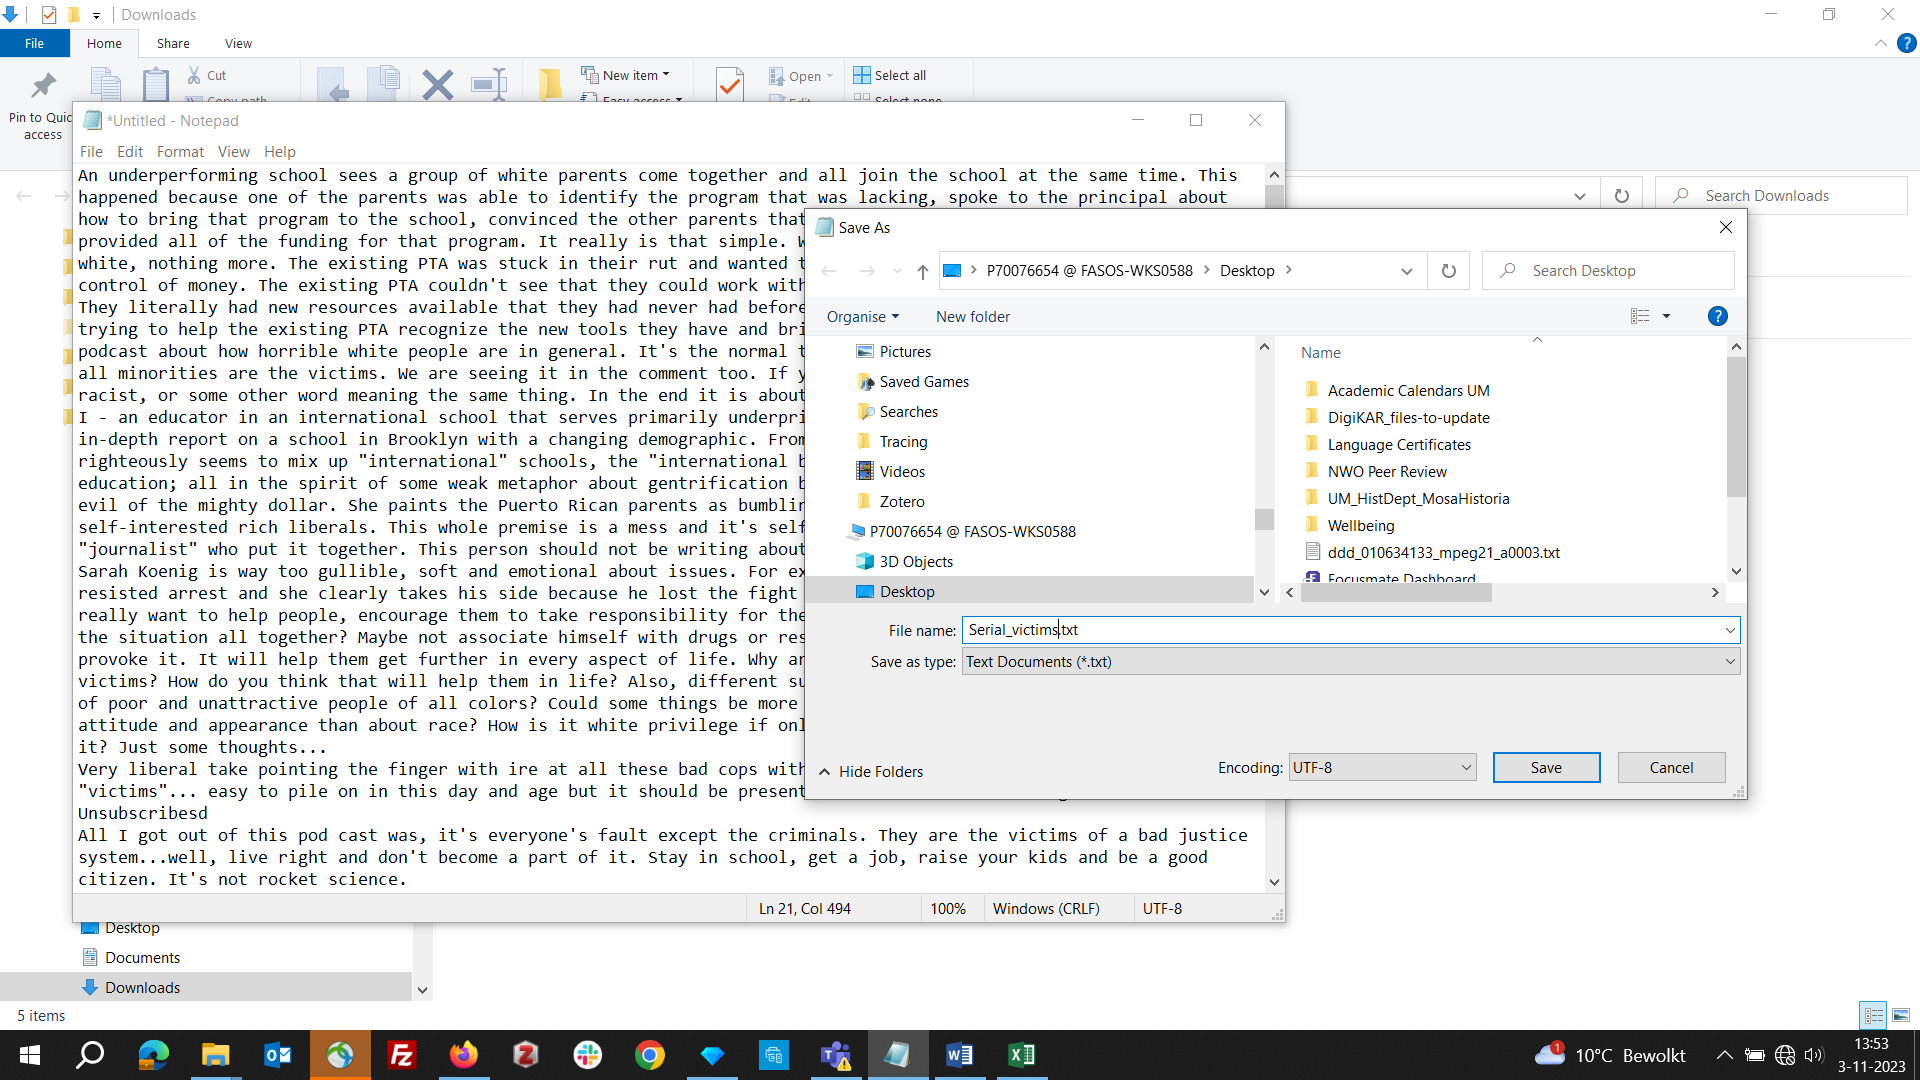 Downloads
File
Home
Share
View
Pin to Quic
access
Cut
Copy path
New item
Easy access
Open
Edit
Select all
Select none
Search Downloads
*Untitled - Notepad
File Edit Format View Help
An underperforming school sees a group of white parents come together and all join the school at the same time. This
happened because one of the parents was able to identify the program that was lacking, spoke to the principal about
how to bring that program to the school, convinced the other parents that
provided all of the funding for that program. It really is that simple. W
white, nothing more. The existing PTA was stuck in their rut and wanted t
control of money. The existing PTA couldn't see that they could work with
They literally had new resources available that they had never had before
trying to help the existing PTA recognize the new tools they have and bri
podcast about how horrible white people are in general. It's the normal t
all minorities are the victims. We are seeing it in the comment too. If y
racist, or some other word meaning the same thing. In the end it is about
I - an educator in an international school that serves primarily underpri
in-depth report on a school in Brooklyn with a changing demographic. From
righteously seems to mix up "international" schools, the "international b
education; all in the spirit of some weak metaphor about gentrification b
evil of the mighty dollar. She paints the Puerto Rican parents as bumblin
self-interested rich liberals. This whole premise is a mess and it's self
"journalist" who put it together. This person should not be writing about
Sarah Koenig is way too gullible, soft and emotional about issues. For ex
resisted arrest and she clearly takes his side because he lost the fight
really want to help people, encourage them to take responsibility for the
the situation all together? Maybe not associate himself with drugs or res
provoke it. It will help them get further in every aspect of life. Why ar
victims? How do you think that will help them in life? Also, different su
of poor and unattractive people of all colors? Could some things be more
attitude and appearance than about race? How is it white privilege if onl
it? Just some thoughts...
Very liberal take pointing the finger with ire at all these bad cops with
"victims"... easy to pile on in this day and age but it should be present
Unsubscribesd
All I got out of this pod cast was, it's everyone's fault except the criminals. They are the victims of a bad justice
system...well, live right and don't become a part of it. Stay in school, get a job, raise your kids and be a good
citizen. It's not rocket science.
Ln 21, Col 494
100%
Windows (CRLF)
UTF-8
Save As
P70076654 @ FASOS-WKS0588 > Desktop >
Search Desktop
Organise
New folder
Pictures
Saved Games
Searches
Tracing
Videos
Zotero
P70076654 @ FASOS-WKS0588
3D Objects
Desktop
Name
Academic Calendars UM
DigiKAR_files-to-update
Language Certificates
NWO Peer Review
UM_HistDept_MosaHistoria
Wellbeing
ddd_010634133_mpeg21_a0003.txt
Focusmate Dashboard
File name: Serial_victims.txt
Save as type: Text Documents (*.txt)
Hide Folders
Encoding: UTF-8
Save
Cancel
Desktop
Documents
Downloads
5 items
10°C Bewolkt
13:53
3-11-2023